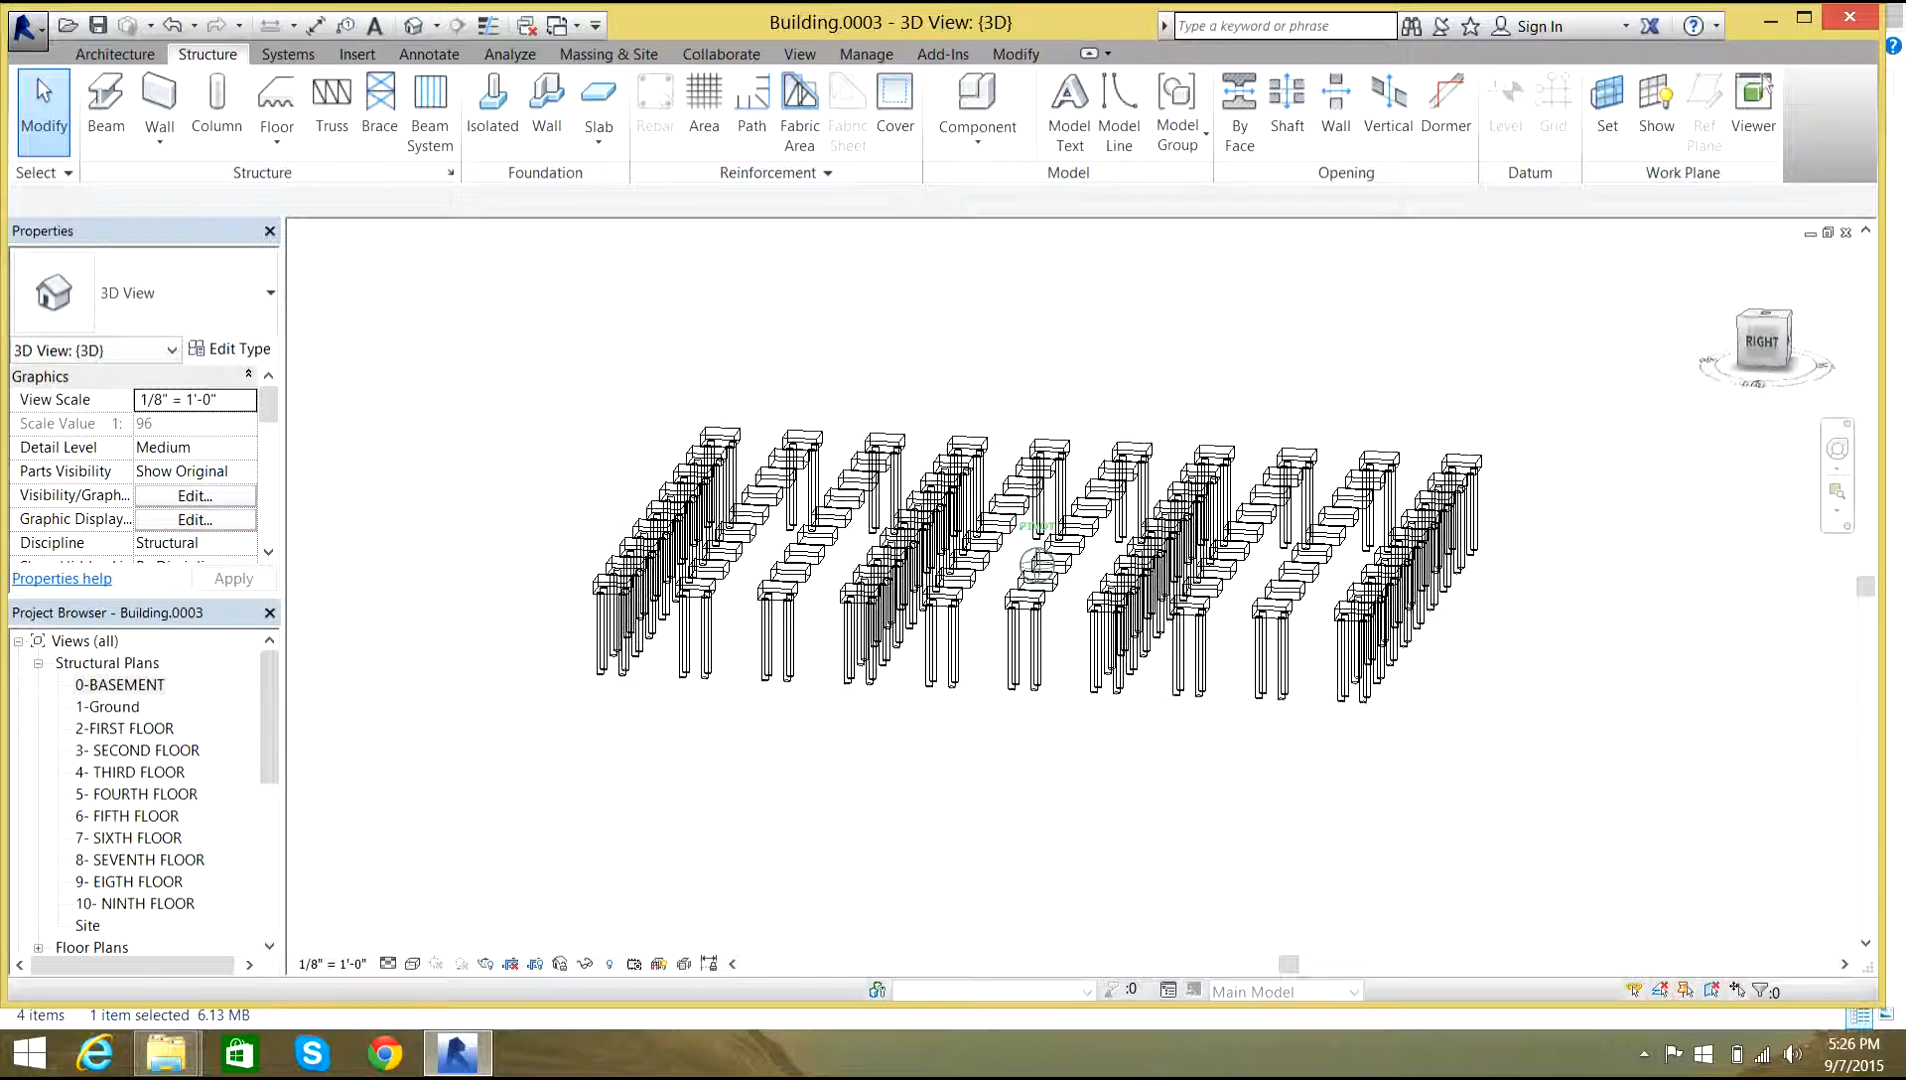 Building.0003 - 3D View: {3D}
Type a keyword or phrase
Sign In
Architecture Structure Systems Insert Annotate Analyze Massing & Site Collaborate View Manage Add-Ins Modify
Modify
Beam
Wall
Column
Floor
Truss
Brace
Beam System
Isolated
Wall
Slab
Rebar
Area
Path
Fabric Area
Fabric Sheet
Cover
Component
Model Text
Model Line
Model Group
By Face
Shaft
Wall
Vertical
Dormer
Level
Grid
Set
Show
Ref Plane
Viewer
Select
Structure
Foundation
Reinforcement
Model
Opening
Datum
Work Plane
Properties
3D View
3D View: {3D}
Edit Type
Graphics
View Scale 1/8" = 1'-0"
Scale Value 1: 96
Detail Level Medium
Parts Visibility Show Original
Visibility/Graph... Edit...
Graphic Display... Edit...
Discipline Structural
Properties help
Apply
Project Browser - Building.0003
Views (all)
Structural Plans
0-BASEMENT
1-Ground
2-FIRST FLOOR
3- SECOND FLOOR
4- THIRD FLOOR
5- FOURTH FLOOR
6- FIFTH FLOOR
7- SIXTH FLOOR
8- SEVENTH FLOOR
9- EIGTH FLOOR
10- NINTH FLOOR
Site
Floor Plans
RIGHT
PIVOT
1/8" = 1'-0"
:0
Main Model
:0
4 items 1 item selected 6.13 MB
5:26 PM
9/7/2015